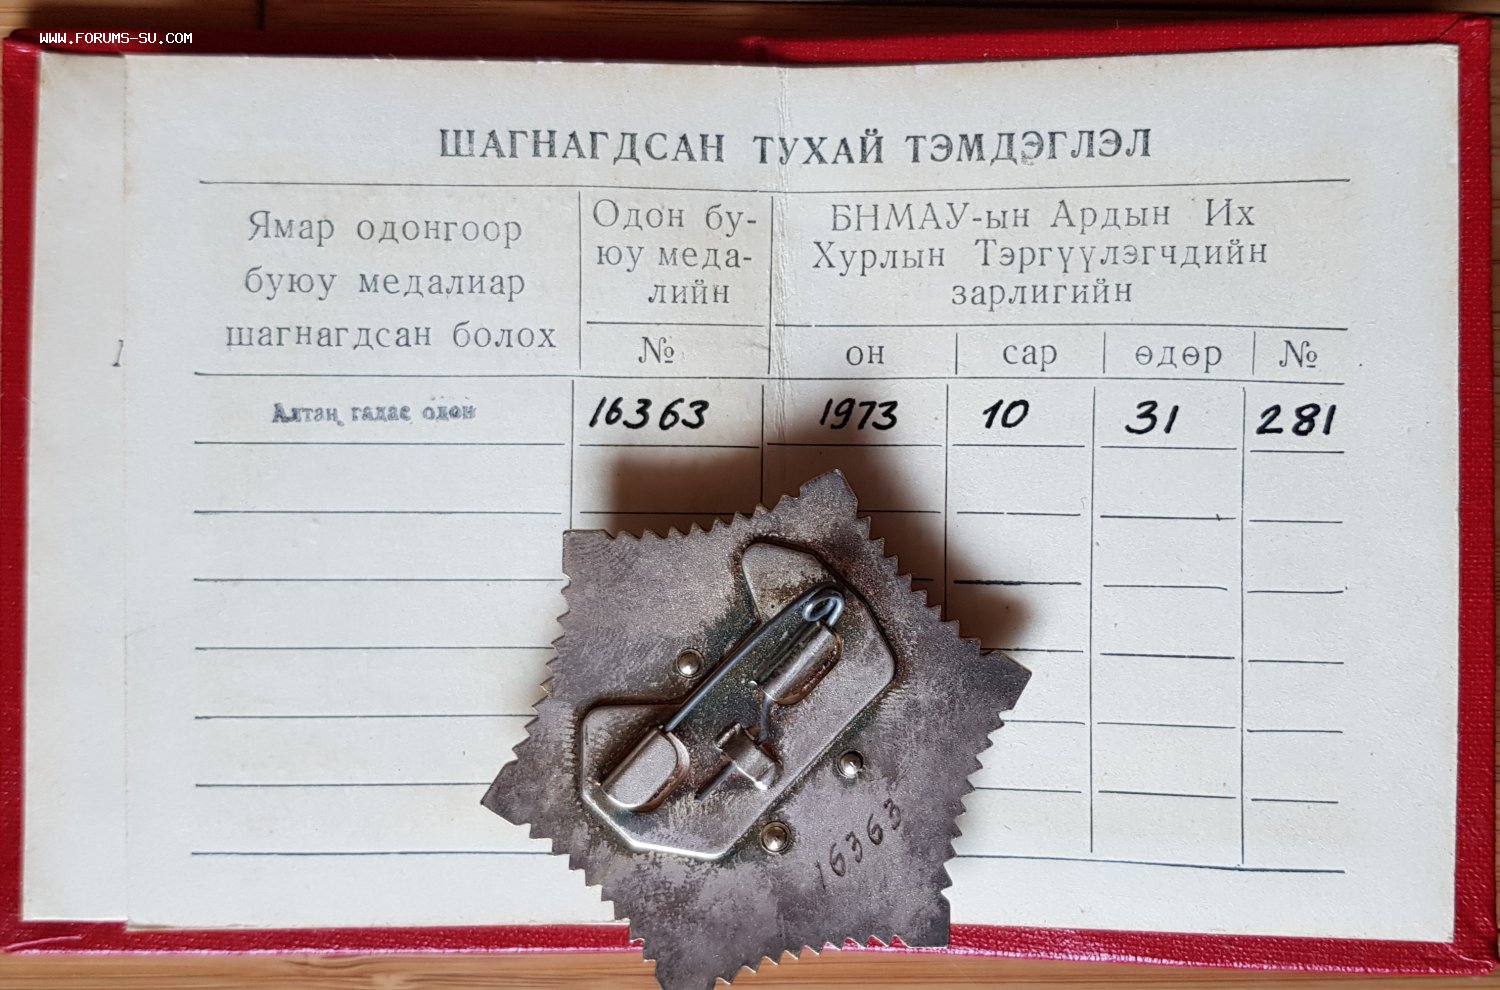 WWW.FORUMS-SU.COM
ШАГНАГДСАН ТУХАЙ ТЭМДЭГЛЭЛ
Ямар одонгоор
буюу медалиар
шагнагдсан болох
Одон бу-
юу меда-
лийн
№
БНМАУ-ын Ардын Их
Хурлын Тэргүүлэгчдийн
зарлигийн
он сар өдөр №
Алтан гадас одон 16363 1973 10 31 281
16363